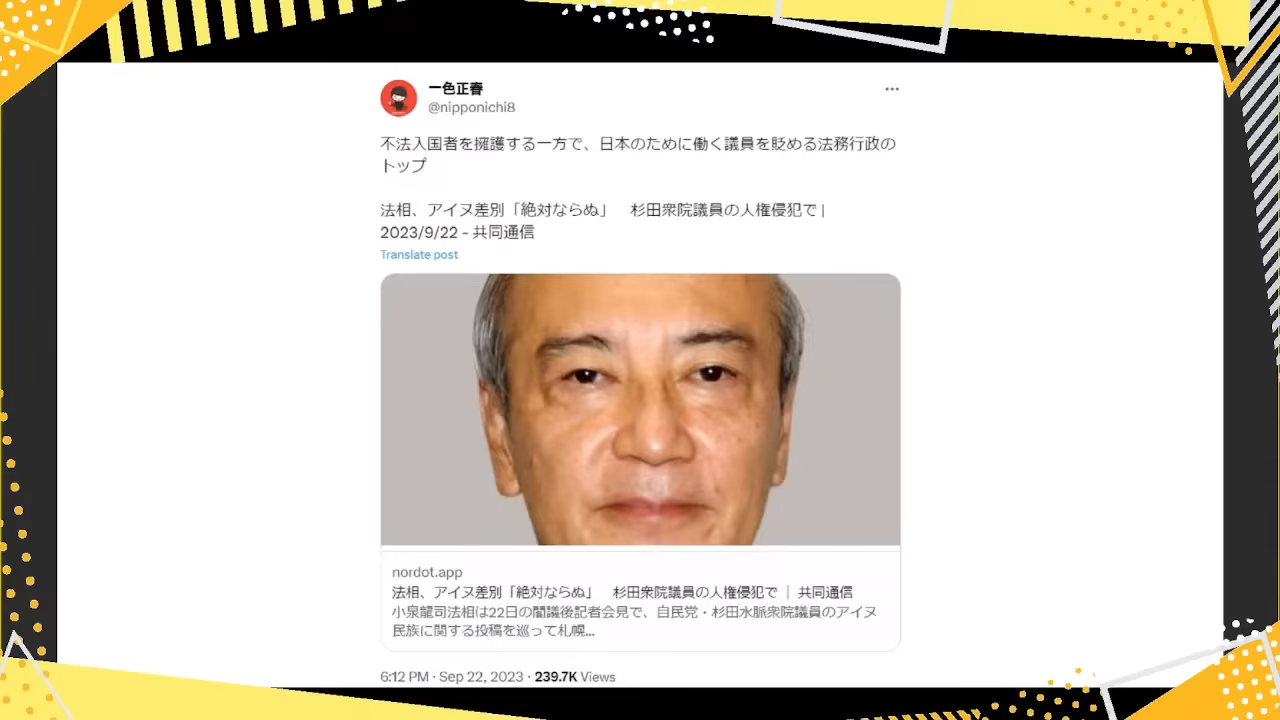 一色正春
@nipponichi8
不法入国者を擁護する一方で、日本のために働く議員を貶める法務行政の
トップ
法相、アイヌ差別「絶対ならぬ」　杉田衆院議員の人権侵犯で |
2023/9/22 - 共同通信
Translate post
nordot.app
法相、アイヌ差別「絶対ならぬ」　杉田衆院議員の人権侵犯で ｜ 共同通信
小泉龍司法相は22日の閣議後記者会見で、自民党・杉田水脈衆院議員のアイヌ
民族に関する投稿を巡って札幌...
6:12 PM · Sep 22, 2023 · 239.7K Views